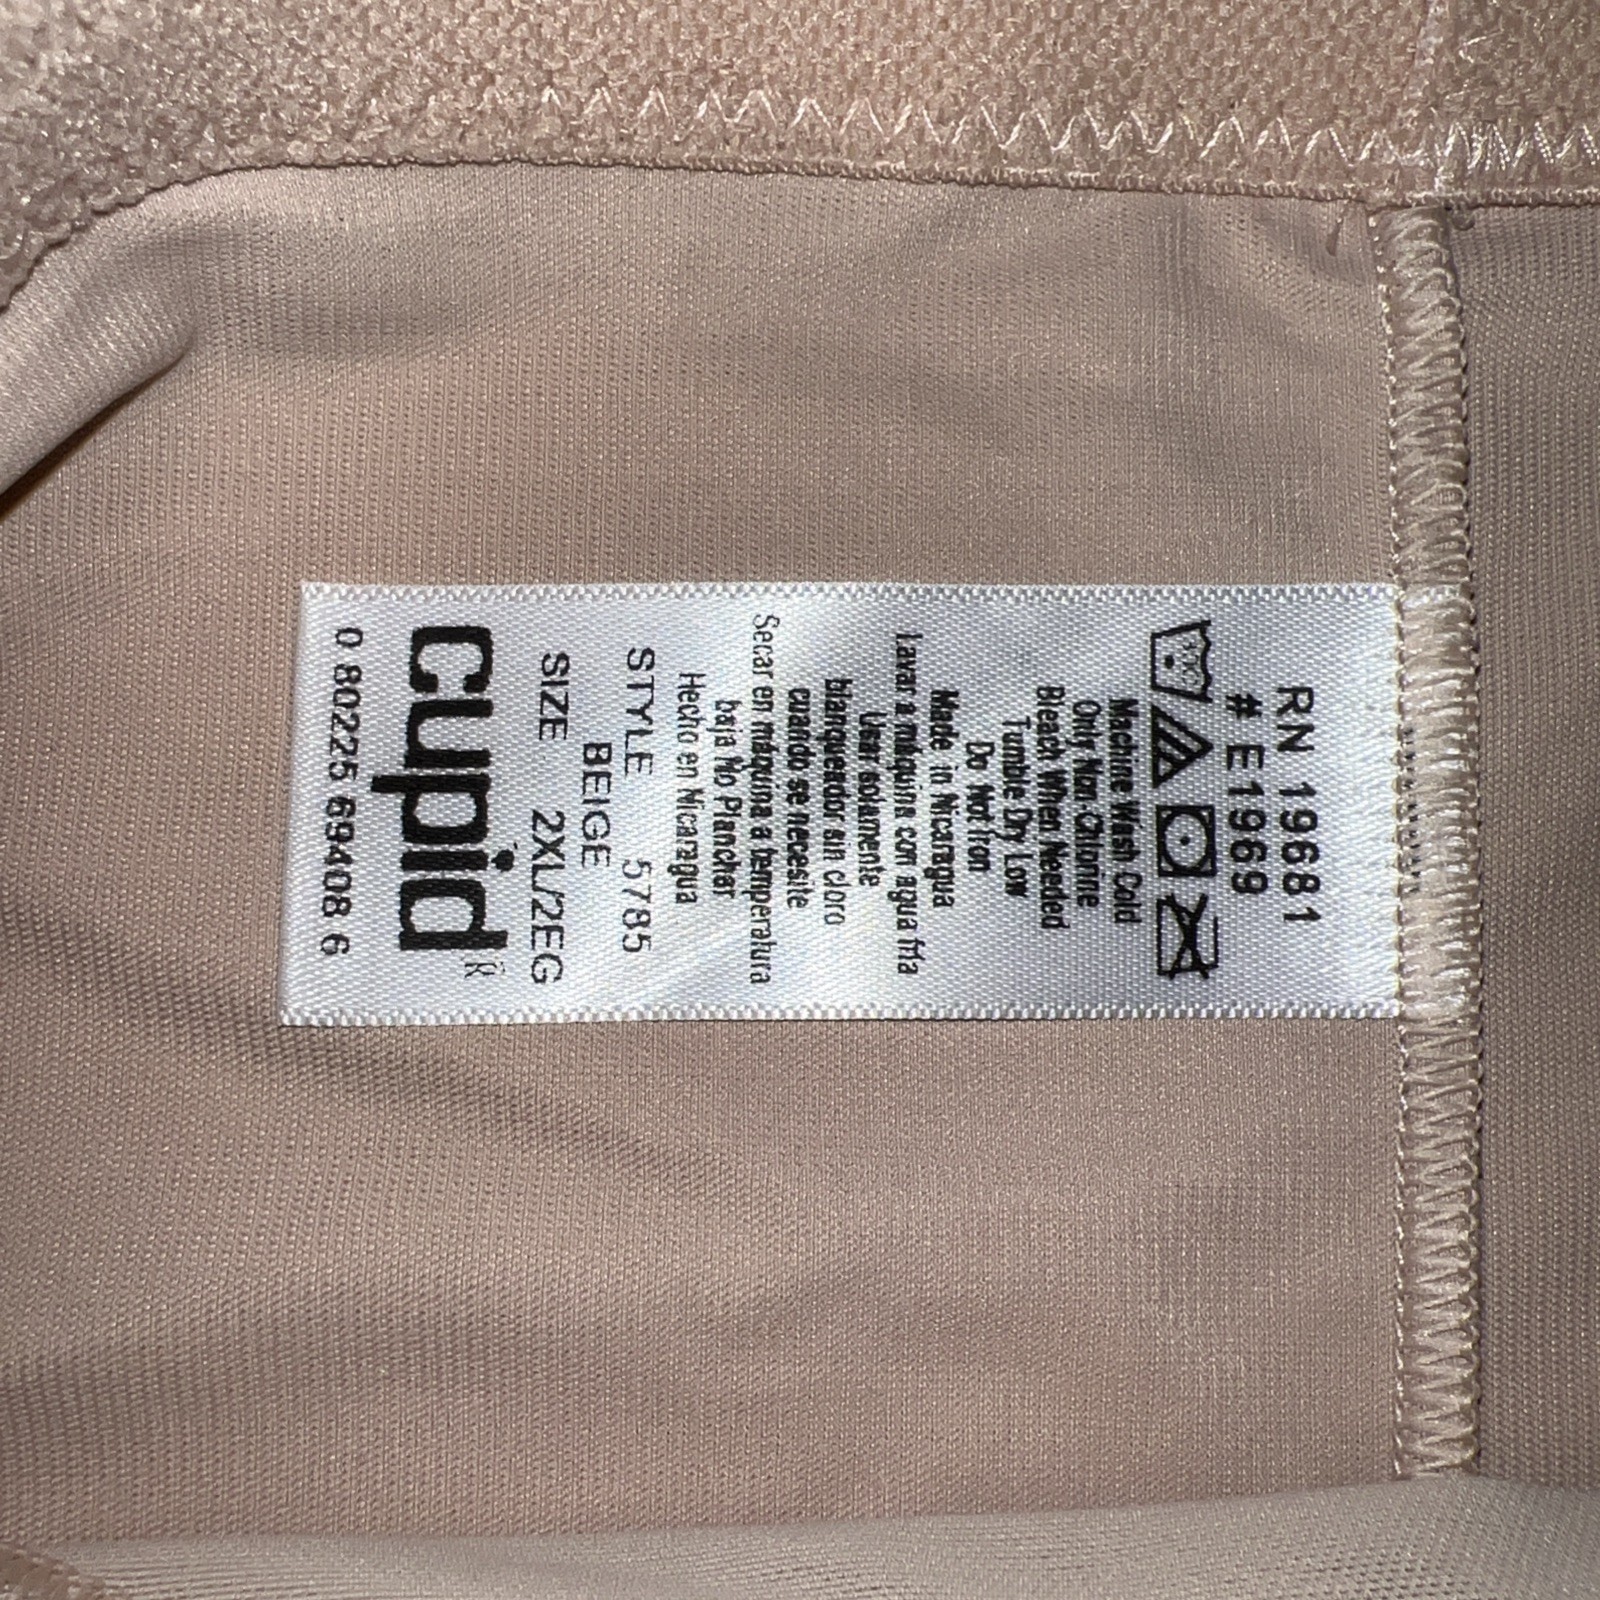 RN 19681
# E1969
Machine Wash Cold
Only Non Chlorine
Bleach When Needed
Tumble Dry Low
Do Not Iron
Made in Nicaragua
Lavar a máquina con agua fria
Usar solamente
blanqueador sin cloro
cuando se necesite
Secar en máquina a temperatura
baja No Planchar
Hecho en Nicaragua
STYLE 5785
BEIGE
SIZE 2XL/2EG
cupid®
0 80225 69408 6